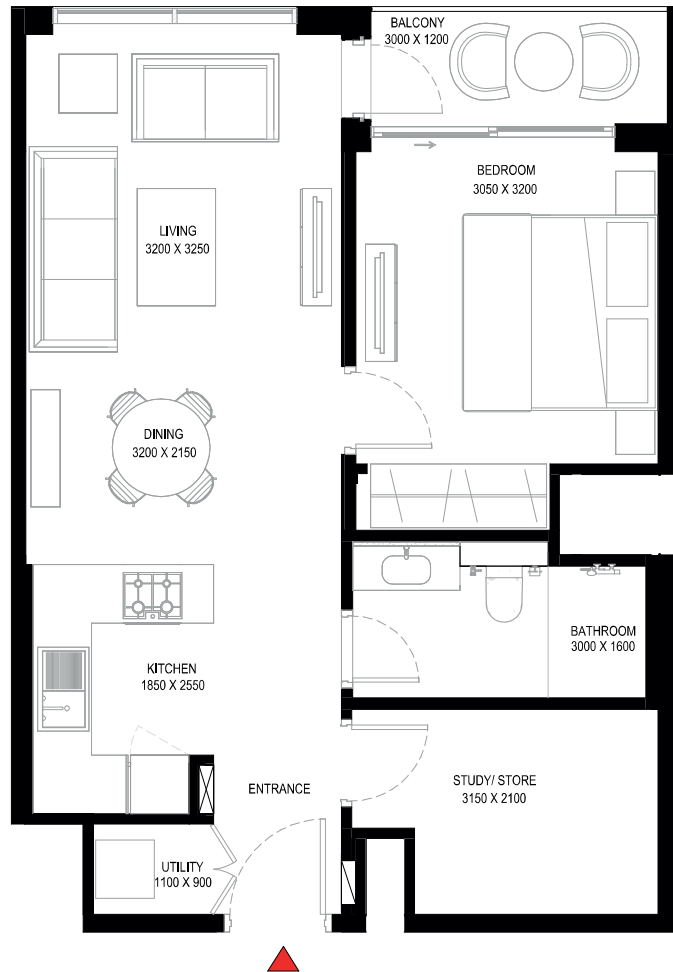 BALCONY
3000 X 1200
BEDROOM
3050 X 3200
LIVING
3200 X 3250
DINING
3200 X 2150
BATHROOM
3000 X 1600
KITCHEN
1850 X 2550
ENTRANCE
STUDY/ STORE
3150 X 2100
UTILITY
1100 X 900